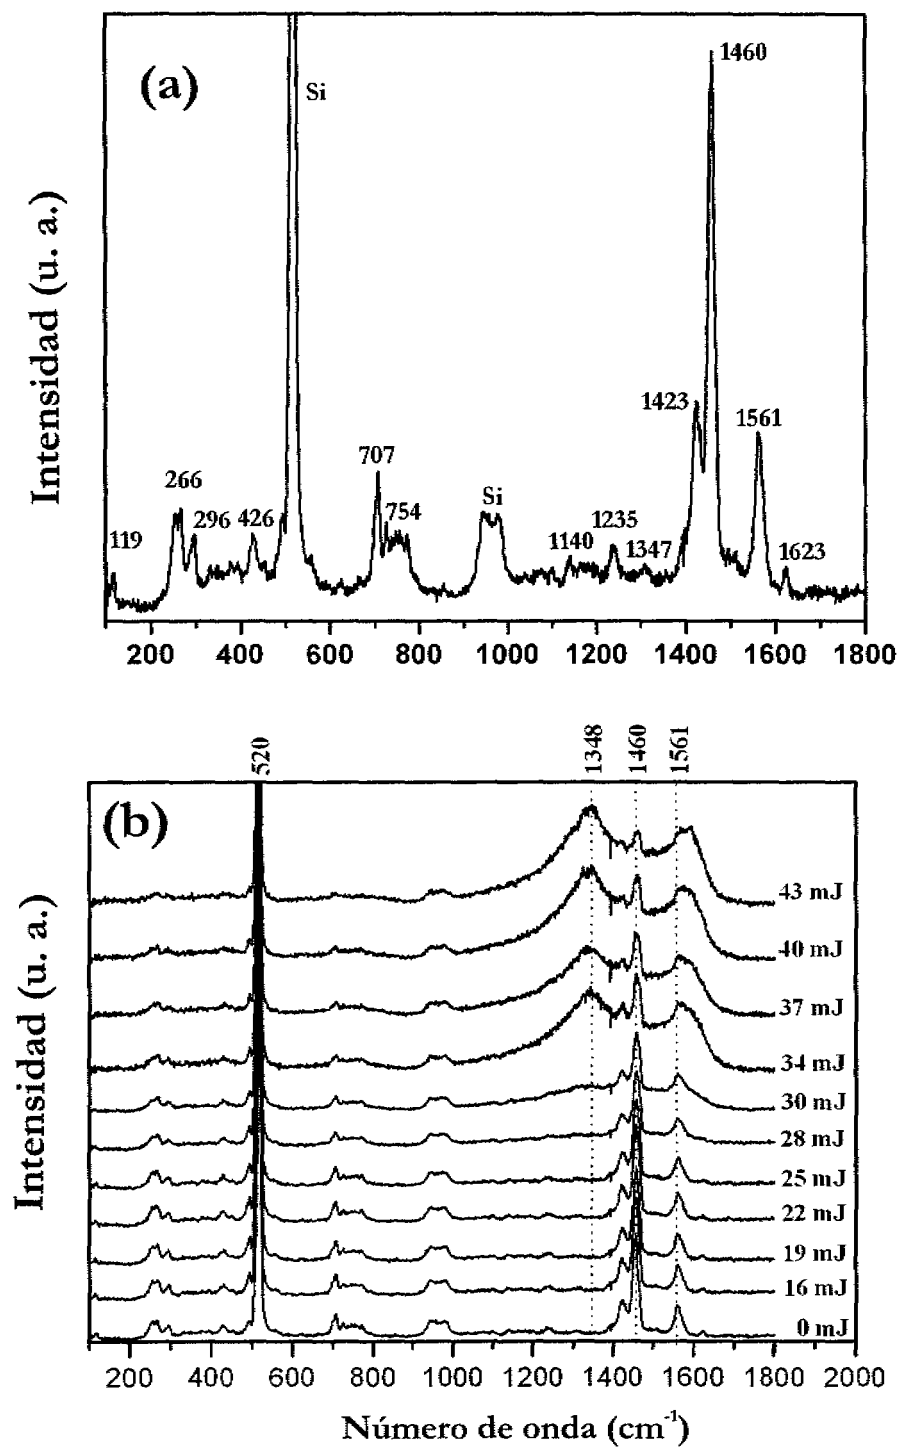 (a)
Si
1460
1423
1561
707
266
Si
754
296
426
1235
119
1140
1347
1623
Intensidad (u. a.)
200 400 600 800 1000 1200 1400 1600 1800
520
1348
1460
1561
(b)
43 mJ
40 mJ
37 mJ
34 mJ
30 mJ
28 mJ
25 mJ
22 mJ
19 mJ
16 mJ
0 mJ
Intensidad (u. a.)
200 400 600 800 1000 1200 1400 1600 1800 2000
Número de onda (cm⁻¹)